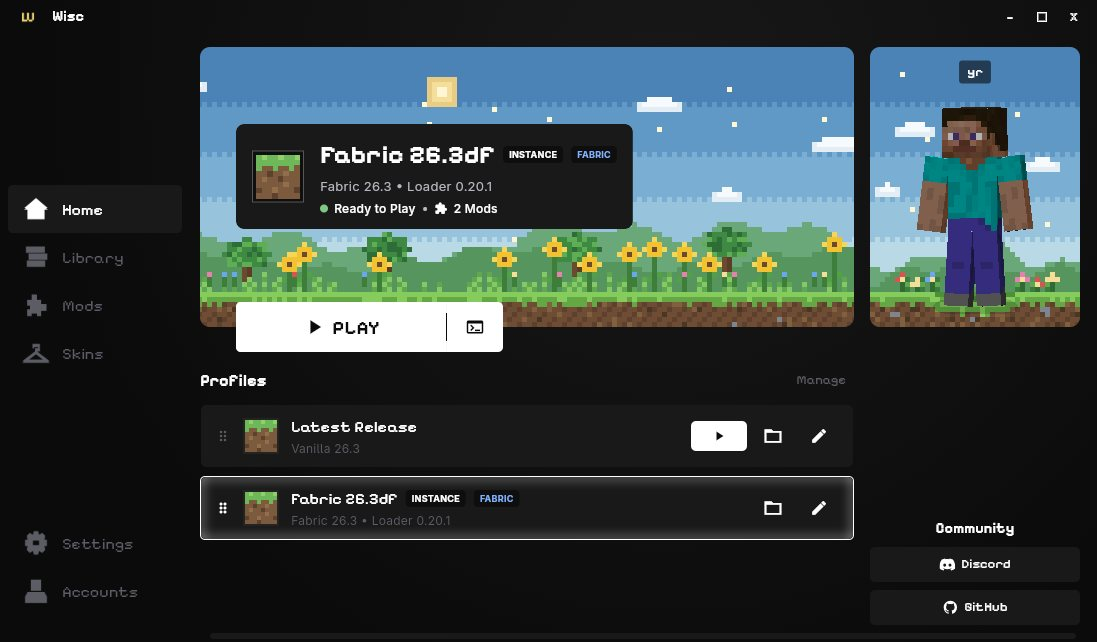 W Wisc
yr
Fabric 26.3df INSTANCE FABRIC
Fabric 26.3 • Loader 0.20.1
Ready to Play • 2 Mods
Home
Library
Mods
Skins
PLAY
Profiles
Manage
Latest Release
Vanilla 26.3
Fabric 26.3df INSTANCE FABRIC
Fabric 26.3 • Loader 0.20.1
Settings
Accounts
Community
Discord
GitHub